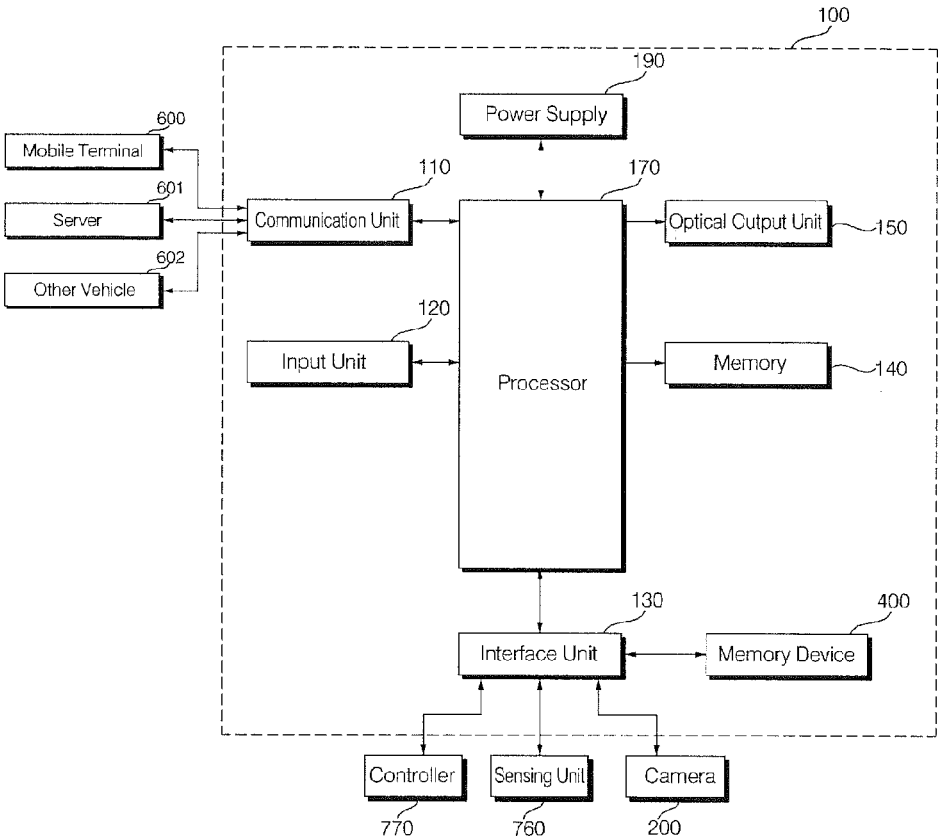 100
190
Power Supply
600
Mobile Terminal
110
170
601
Communication Unit
Optical Cutput Unit
Server
150
602
Other Vehicle
120
Input Unit
Memory
Processor
140
130
400
Interface Unit
Memory Device
Controller
Sensing Unit
Camera
770
760
200